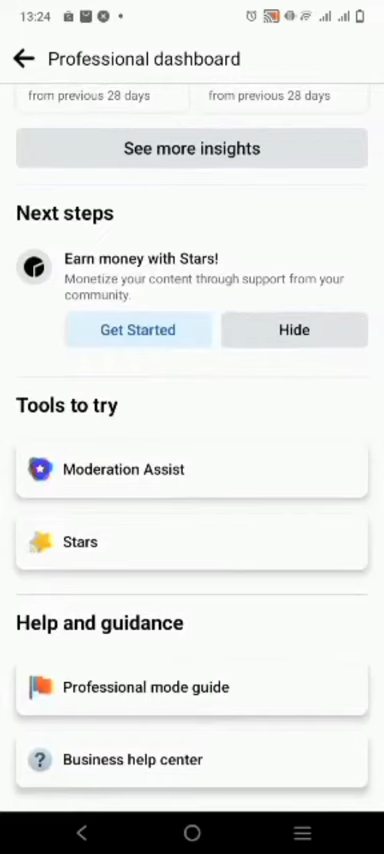 13:24
Professional dashboard
from previous 28 days
from previous 28 days
See more insights
Next steps
Earn money with Stars!
Monetize your content through support from your
community.
Get Started
Hide
Tools to try
Moderation Assist
Stars
Help and guidance
Professional mode guide
? Business help center